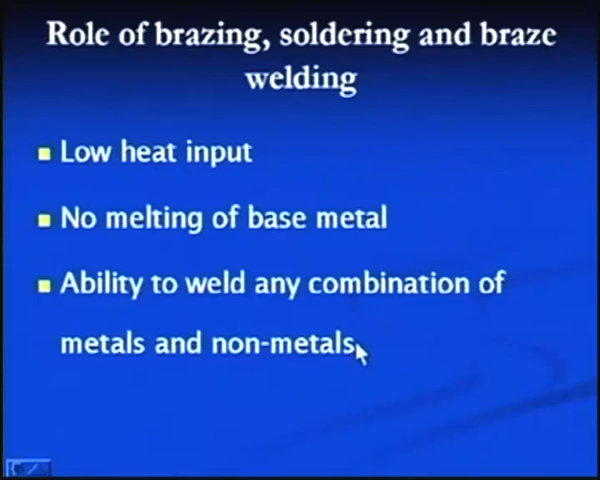 Role of brazing, soldering and braze
welding
Low heat input
No melting of base metal
Ability to weld any combination of
metals and non-metals